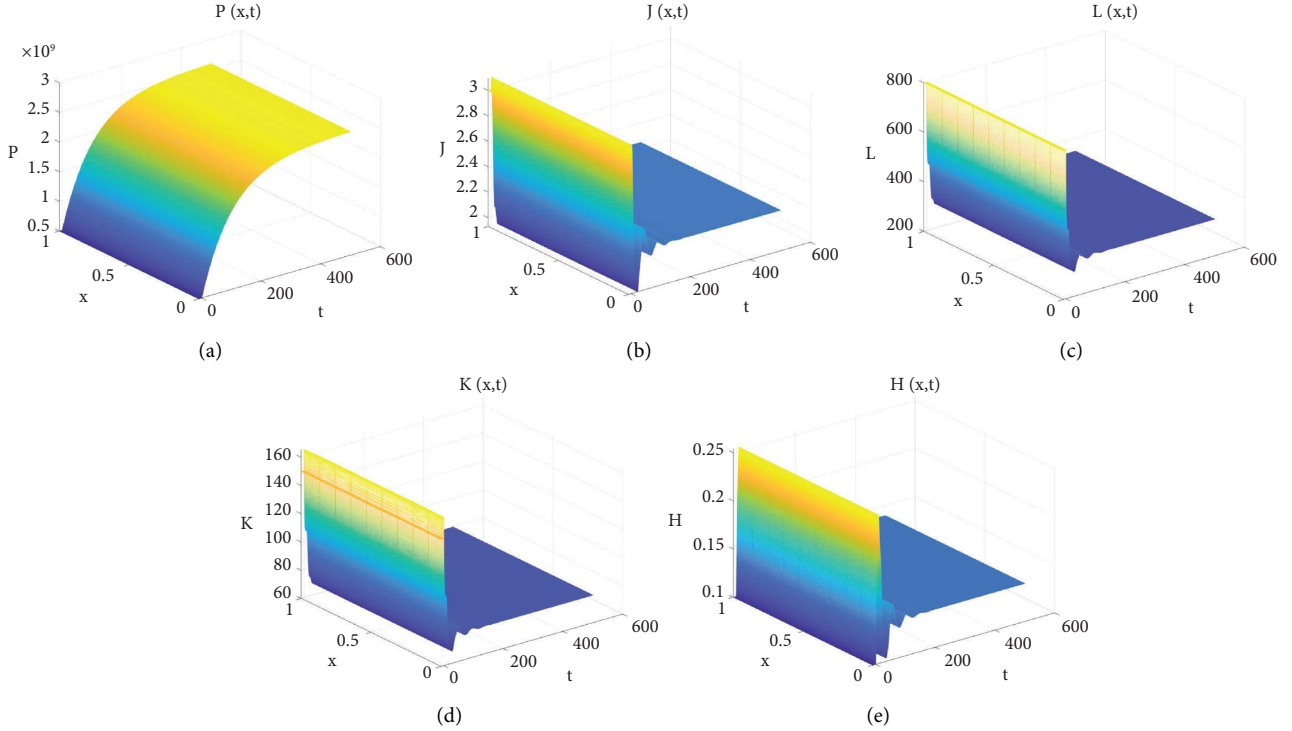 P (x,t)
×10⁹
3
2.5
2
P
1.5
1
0.5
1
0.5
x
0
0
200
400
600
t
(a)
J (x,t)
3
2.8
2.6
J
2.4
2.2
2
1
0.5
x
0
0
200
400
600
t
(b)
L (x,t)
800
600
L
400
200
1
0.5
x
0
0
200
400
600
t
(c)
K (x,t)
160
140
120
K
100
80
60
1
0.5
x
0
0
200
400
600
t
(d)
H (x,t)
0.25
0.2
H
0.15
0.1
1
0.5
x
0
0
200
400
600
t
(e)